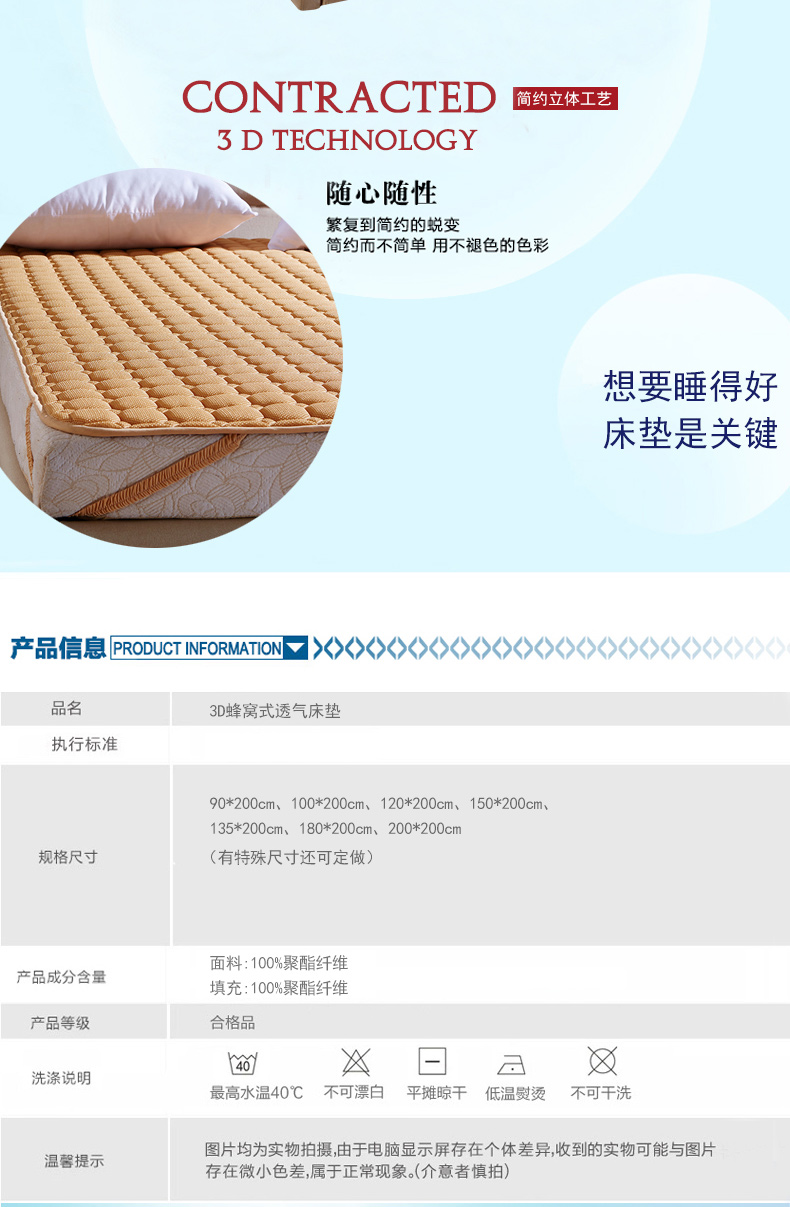 CONTRACTED 简约立体工艺
3 D TECHNOLOGY
随心随性
繁复到简约的蜕变
简约而不简单 用不褪色的色彩
想要睡得好
床垫是关键
产品信息 PRODUCT INFORMATION
品名 3D蜂窝式透气床垫
执行标准
规格尺寸
90*200cm、100*200cm、120*200cm、150*200cm、
135*200cm、180*200cm、200*200cm
（有特殊尺寸还可定做）
产品成分含量
面料:100%聚酯纤维
填充:100%聚酯纤维
产品等级 合格品
洗涤说明
40
最高水温40℃ 不可漂白 平摊晾干 低温熨烫 不可干洗
温馨提示
图片均为实物拍摄,由于电脑显示屏存在个体差异,收到的实物可能与图片
存在微小色差,属于正常现象。(介意者慎拍)